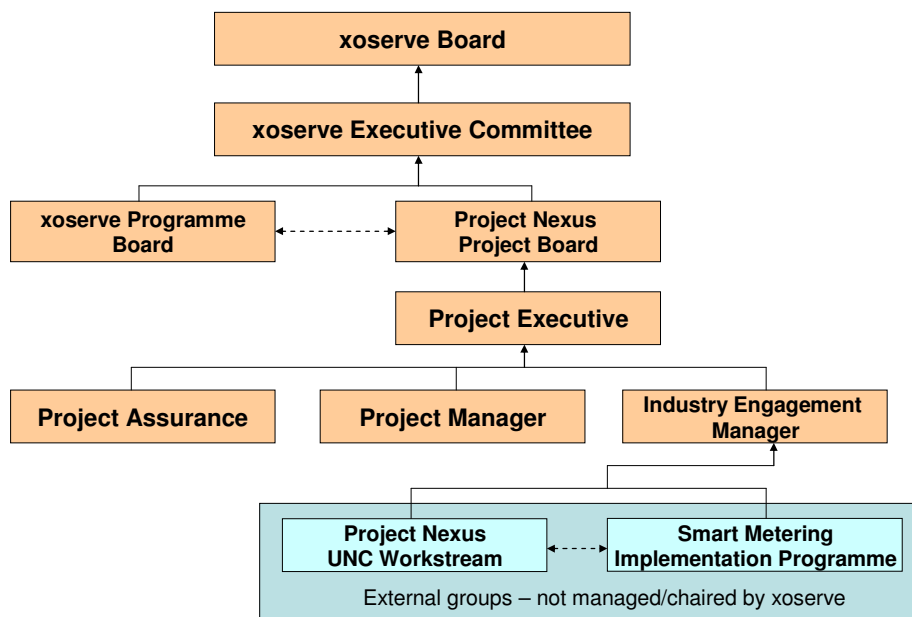 xoserve Board
xoserve Executive Committee
xoserve Programme
Board
Project Nexus
Project Board
Project Executive
Project Assurance
Project Manager
Industry Engagement
Manager
Project Nexus
UNC Workstream
Smart Metering
Implementation Programme
External groups – not managed/chaired by xoserve